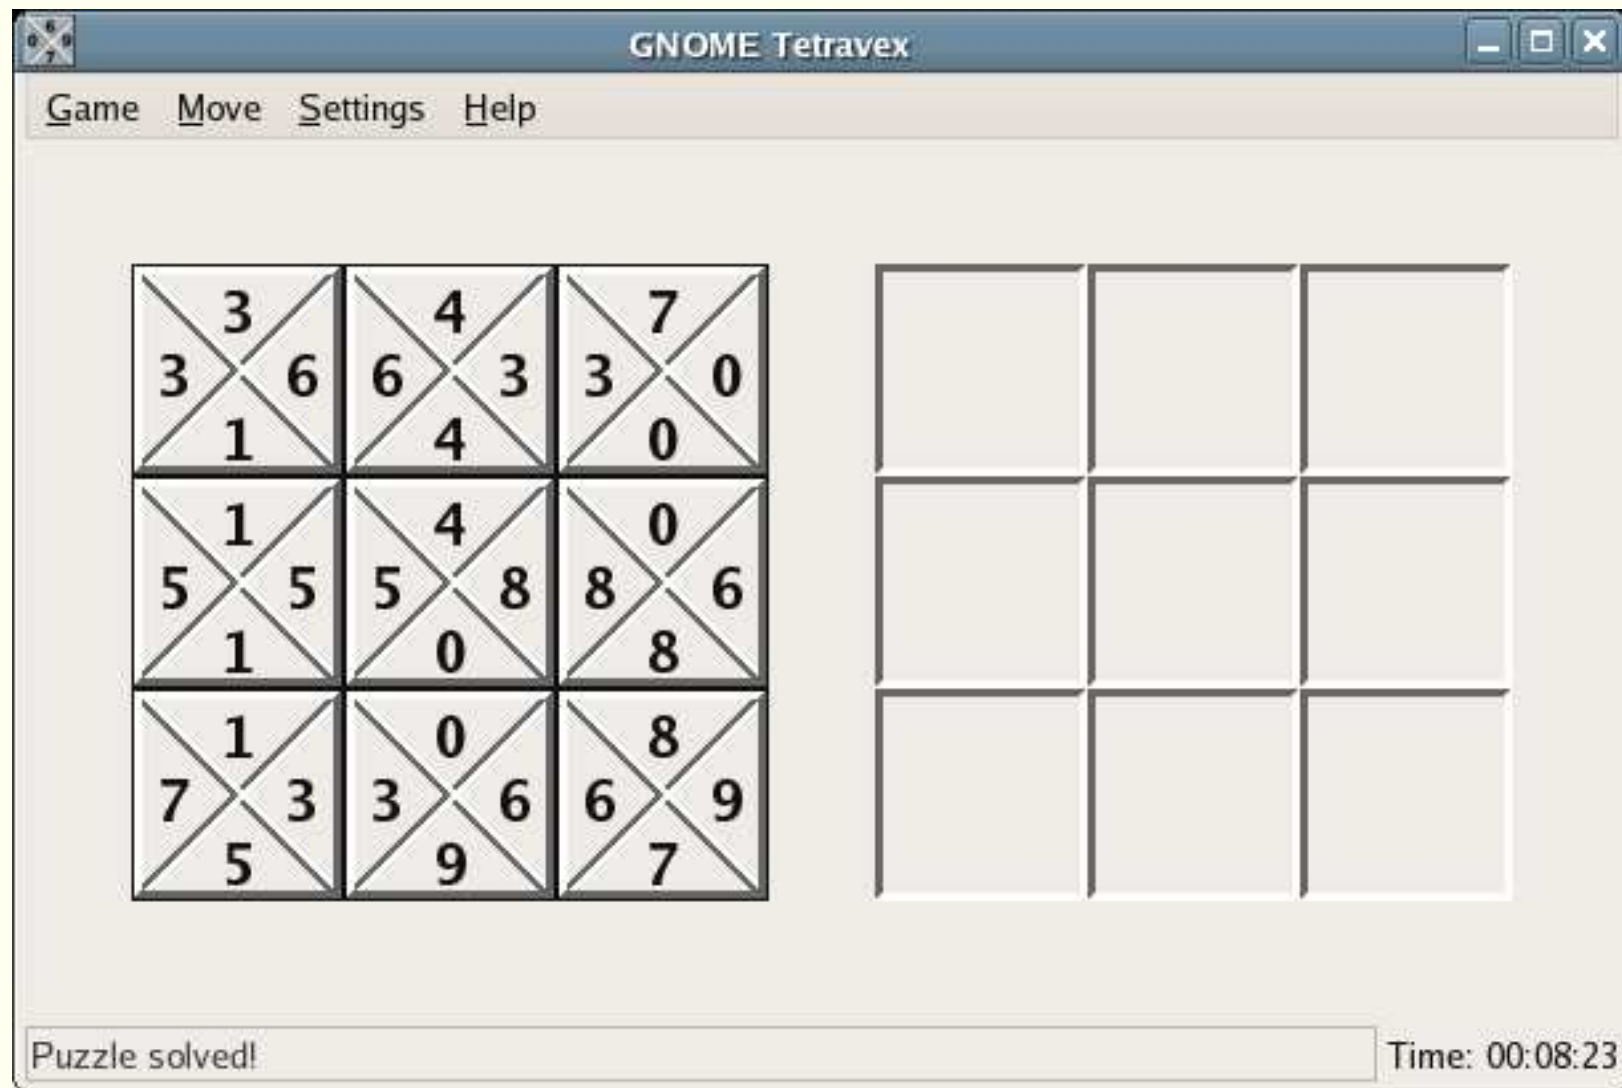 GNOME Tetravex
Game Move Settings Help
3 4 7
3 6 6 3 3 0
1 4 0
1 4 0
5 5 5 8 8 6
1 0 8
1 0 8
7 3 3 6 6 9
5 9 7
Puzzle solved! Time: 00:08:23